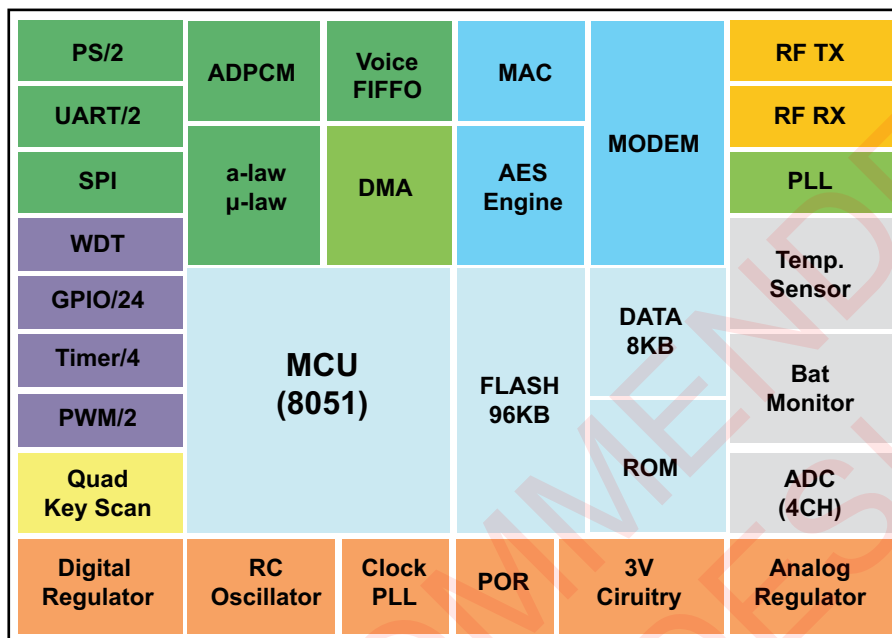 PS/2
UART/2
SPI
WDT
GPIO/24
Timer/4
PWM/2
Quad
Key Scan
ADPCM
Voice
FIFFO
a-law
µ-law
DMA
MAC
AES
Engine
MODEM
MCU
(8051)
FLASH
96KB
DATA
8KB
ROM
RF TX
RF RX
PLL
Temp.
Sensor
Bat
Monitor
ADC
(4CH)
Digital
Regulator
RC
Oscillator
Clock
PLL
POR
3V
Ciruitry
Analog
Regulator